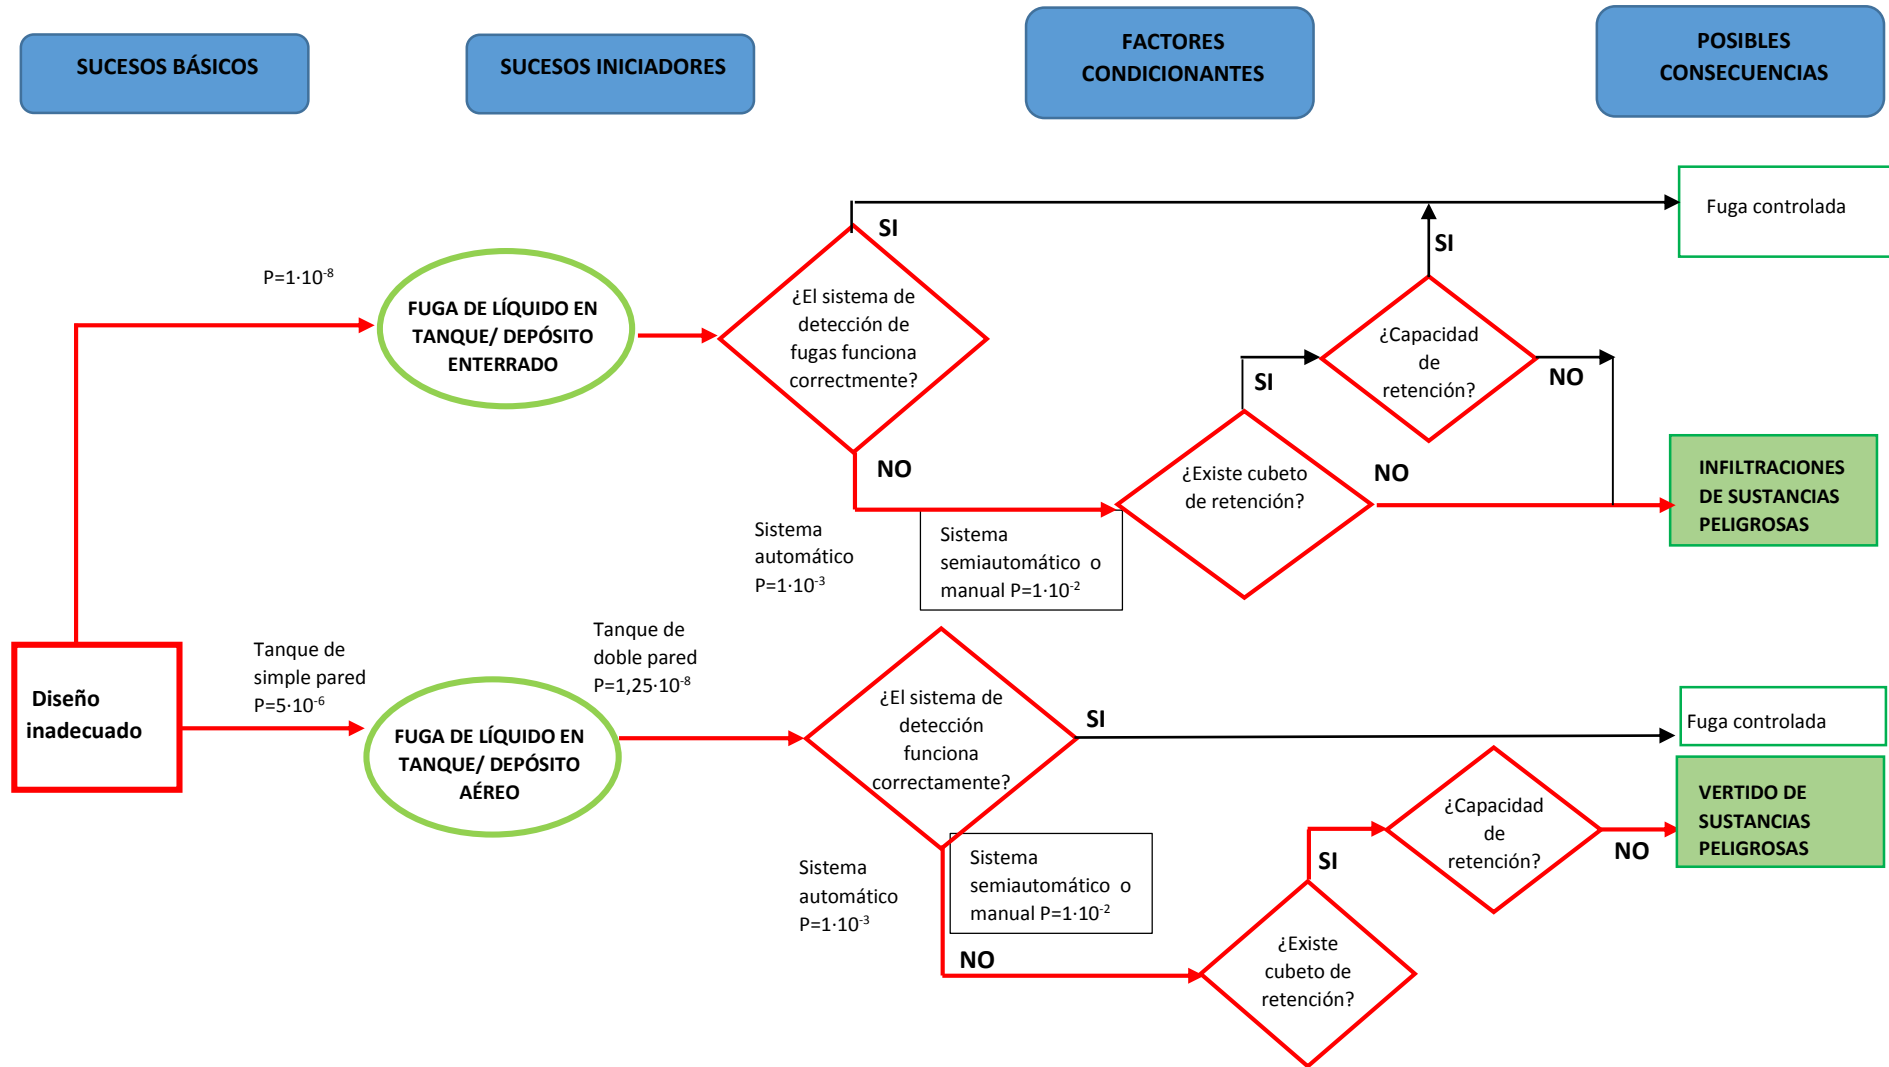 SUCESOS BÁSICOS
SUCESOS INICIADORES
FACTORES
CONDICIONANTES
POSIBLES
CONSECUENCIAS
Fuga controlada
SI
SI
P=1·10⁻⁸
FUGA DE LÍQUIDO EN
TANQUE/ DEPÓSITO
ENTERRADO
¿El sistema de
detección de
fugas funciona
correctmente?
¿Capacidad
de
retención?
SI
NO
NO
¿Existe cubeto
de retención?
NO
INFILTRACIONES
DE SUSTANCIAS
PELIGROSAS
Sistema
automático
P=1·10⁻³
Sistema
semiautomático o
manual P=1·10⁻²
Diseño
inadecuado
Tanque de
simple pared
P=5·10⁻⁶
Tanque de
doble pared
P=1,25·10⁻⁸
FUGA DE LÍQUIDO EN
TANQUE/ DEPÓSITO
AÉREO
¿El sistema de
detección
funciona
correctamente?
SI
Fuga controlada
Sistema
automático
P=1·10⁻³
Sistema
semiautomático o
manual P=1·10⁻²
NO
¿Existe
cubeto de
retención?
SI
¿Capacidad
de
retención?
NO
VERTIDO DE
SUSTANCIAS
PELIGROSAS